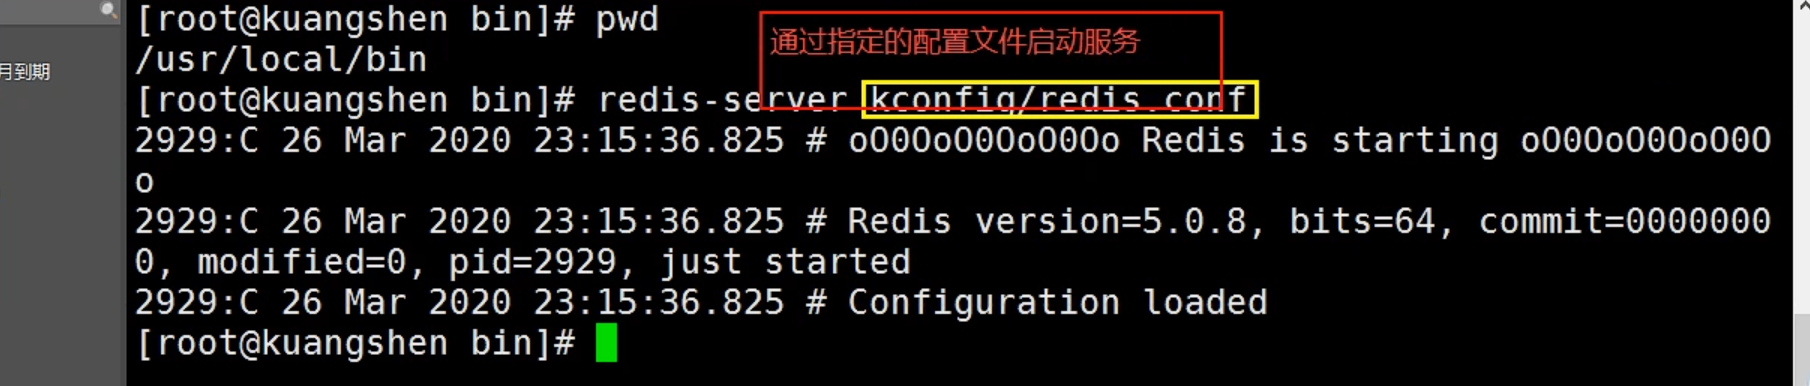 [root@kuangshen bin]# pwd
通过指定的配置文件启动服务
月到期
/usr/local/bin
[root@kuangshen bin]# redis-server kconfig/redis.conf
2929:C 26 Mar 2020 23:15:36.825 # oO0OoO0OoO0Oo Redis is starting oO0OoO0OoO0O
o
2929:C 26 Mar 2020 23:15:36.825 # Redis version=5.0.8, bits=64, commit=0000000
0, modified=0, pid=2929, just started
2929:C 26 Mar 2020 23:15:36.825 # Configuration loaded
[root@kuangshen bin]#